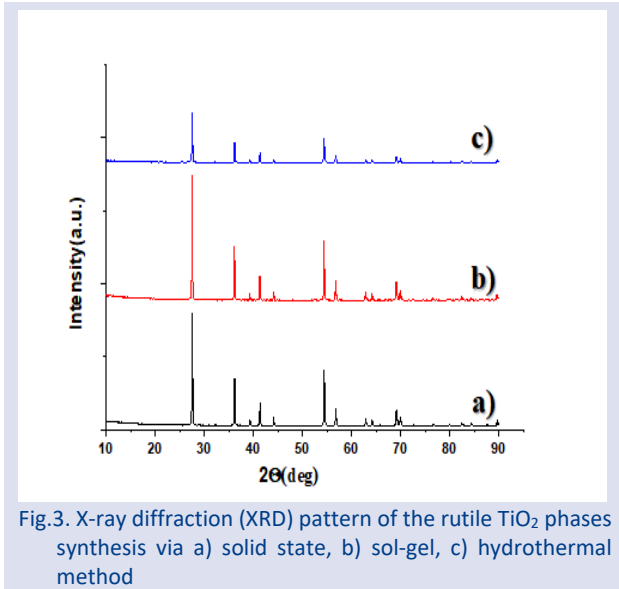 c)
b)
a)
Intensity(a.u.)
10 20 30 40 50 60 70 80 90
2Θ(deg)
Fig.3. X-ray diffraction (XRD) pattern of the rutile TiO₂ phases
synthesis via a) solid state, b) sol-gel, c) hydrothermal
method